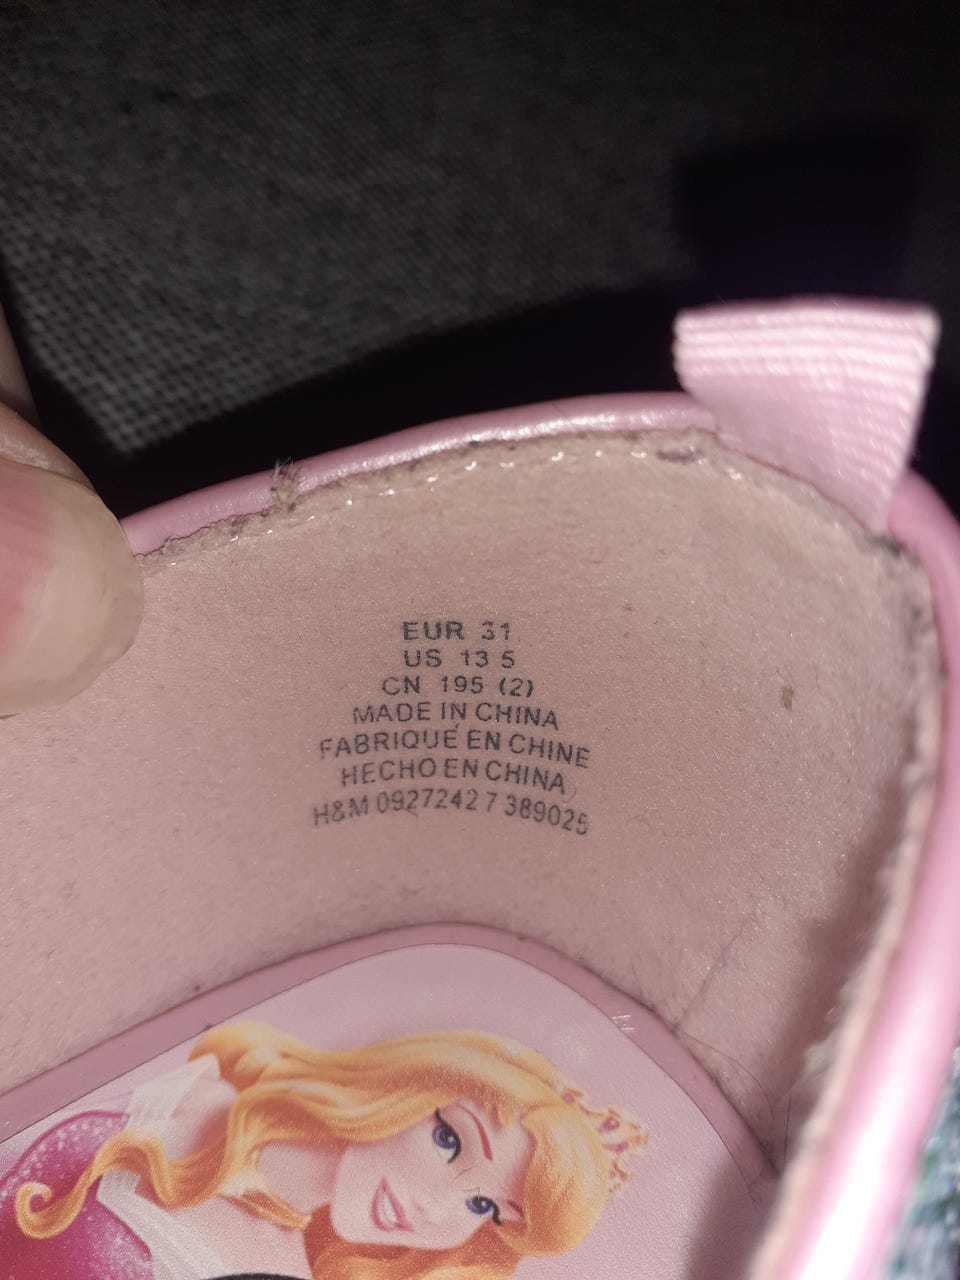 EUR 31
US 13 5
CN 195 (2)
MADE IN CHINA
FABRIQUÉ EN CHINE
HECHO EN CHINA
H&M 0927242 7 389025